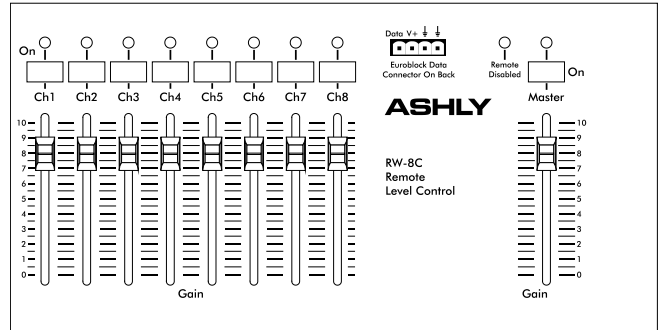 Data V+
Euroblock Data
Connector On Back
Remote
Disabled
On
On
Ch1 Ch2 Ch3 Ch4 Ch5 Ch6 Ch7 Ch8
Master
ASHLY
RW-8C
Remote
Level Control
10
9
8
7
6
5
4
3
2
1
0
10
9
8
7
6
5
4
3
2
1
0
Gain
Gain